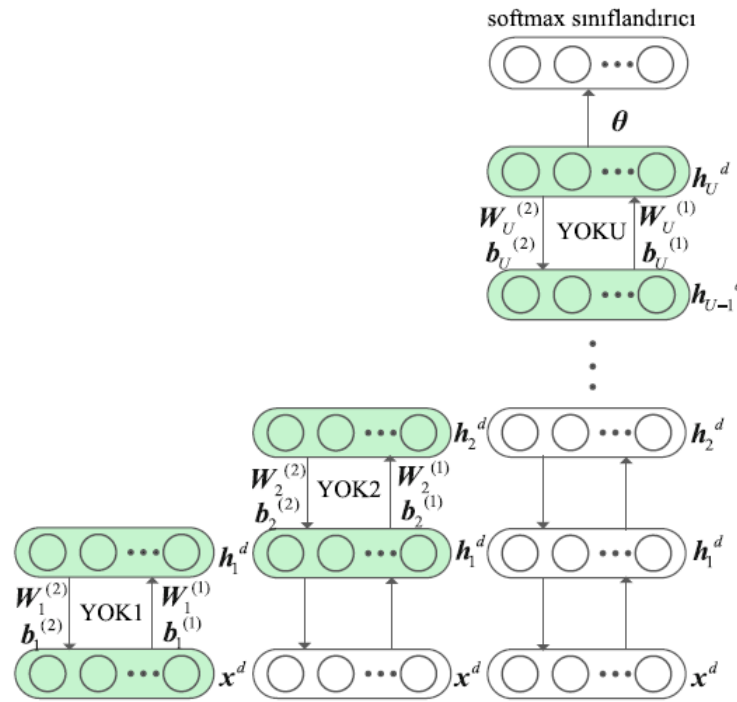 softmax sınıflandırıcı
θ
h_U^d
W_U^(2) YOKU W_U^(1)
b_U^(2) b_U^(1)
h_{U-1}^d
h_2^d h_2^d
W_2^(2) YOK2 W_2^(1)
b_2^(2) b_2^(1)
h_1^d h_1^d h_1^d
W_1^(2) YOK1 W_1^(1)
b_1^(2) b_1^(1)
x^d x^d x^d